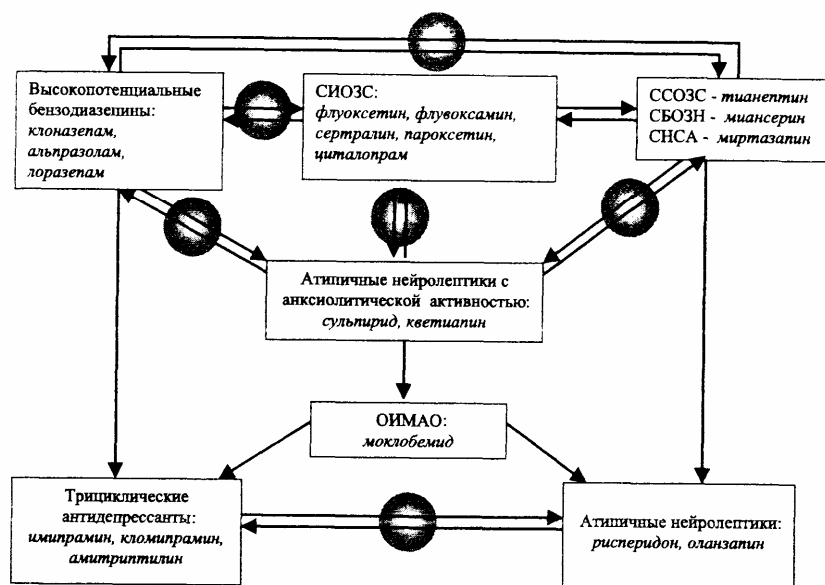 Высокопотенциальные
бензодиазепины:
клоназепам,
альпразолам,
лоразепам
СИОЗС:
флуоксетин, флувоксамин,
сертралин, пароксетин,
циталопрам
ССОЗС - тианептин
СБОЗН - миансерин
СНСА - миртазапин
Атипичные нейролептики с
анксиолитической активностью:
сульпирид, кветиапин
ОИМАО:
моклобемид
Трициклические
антидепрессанты:
имипрамин, кломипрамин,
амитриптилин
Атипичные нейролептики:
рисперидон, оланзапин